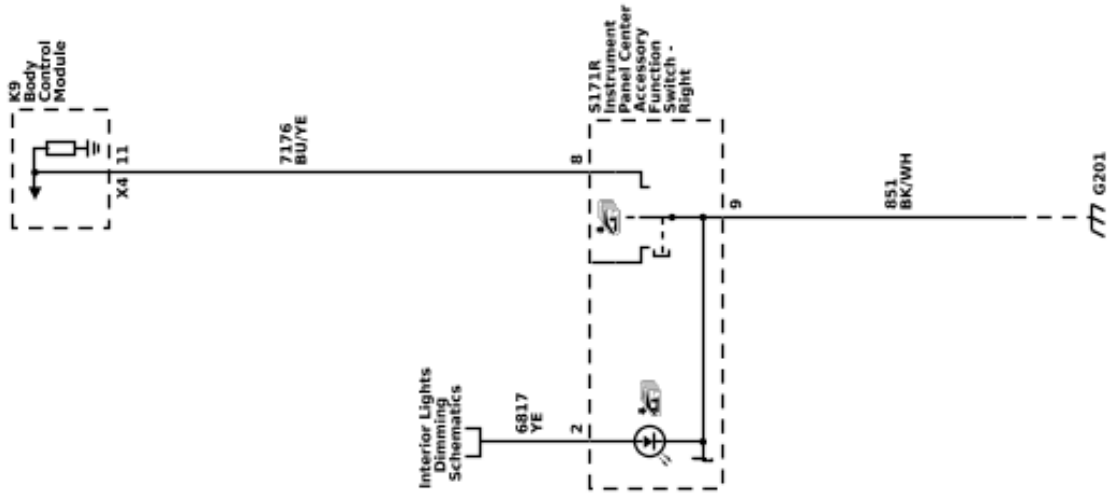 K9
Body
Control
Module
X4
11
7176
BU/YE
8
S171R
Instrument
Panel Center
Accessory
Function
Switch -
Right
9
851
BK/WH
G201
Interior Lights
Dimming
Schematics
6817
YE
2